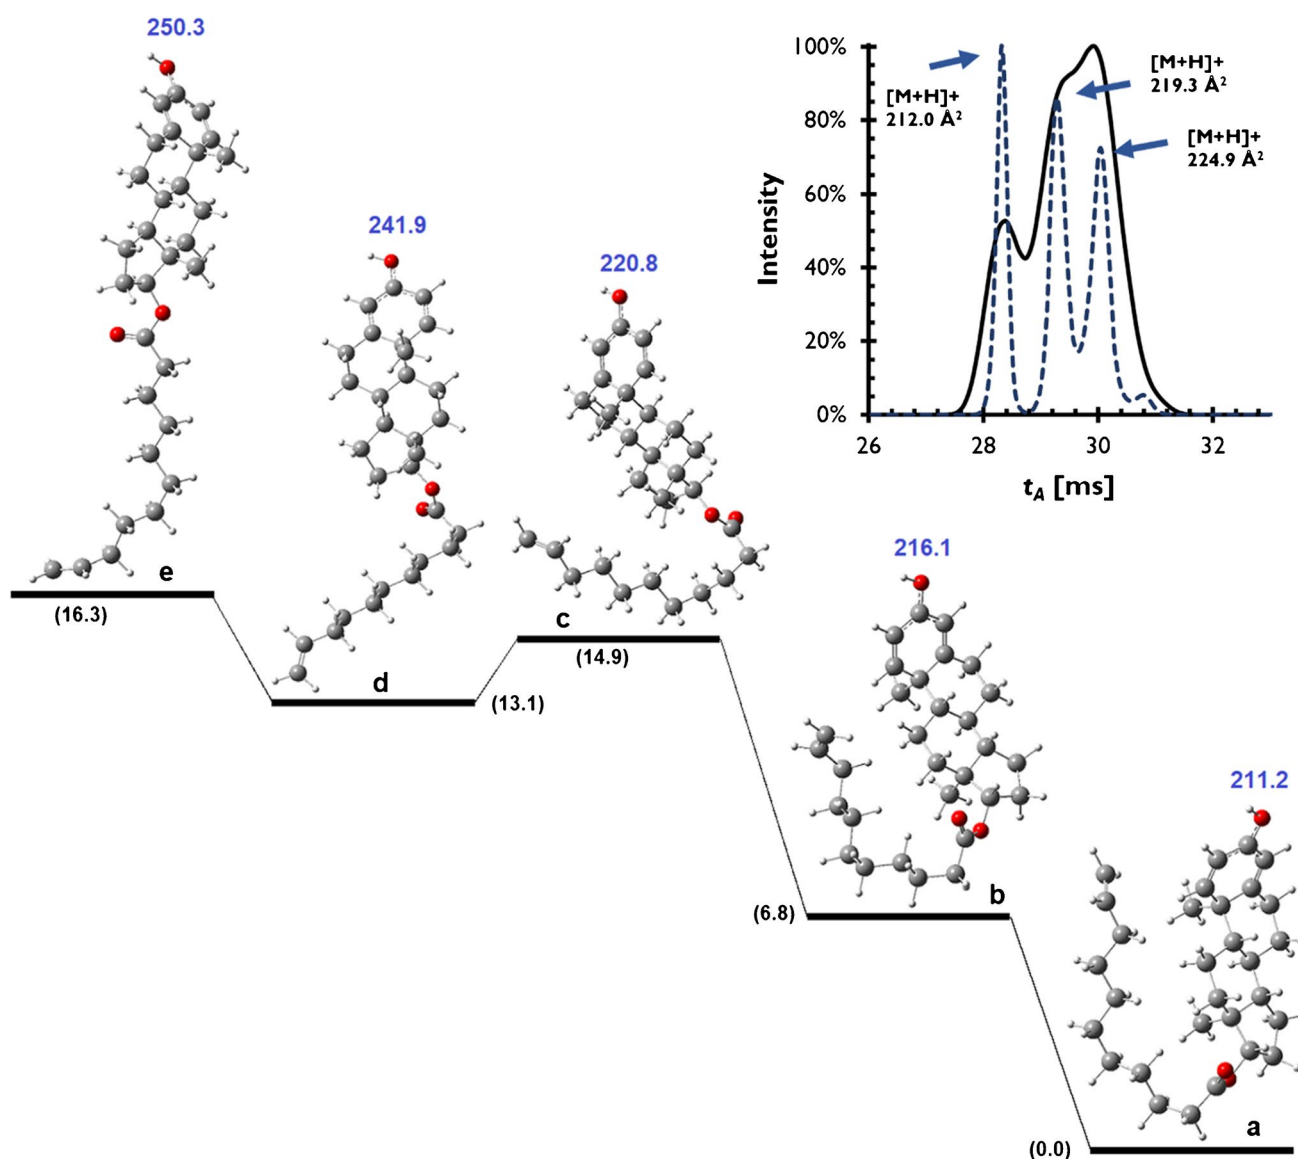 250.3
241.9
220.8
216.1
211.2
e
(16.3)
d
(13.1)
c
(14.9)
b
(6.8)
a
(0.0)
100%
80%
60%
40%
20%
0%
Intensity
26
28
30
32
tA [ms]
[M+H]+
212.0 Å²
[M+H]+
219.3 Å²
[M+H]+
224.9 Å²